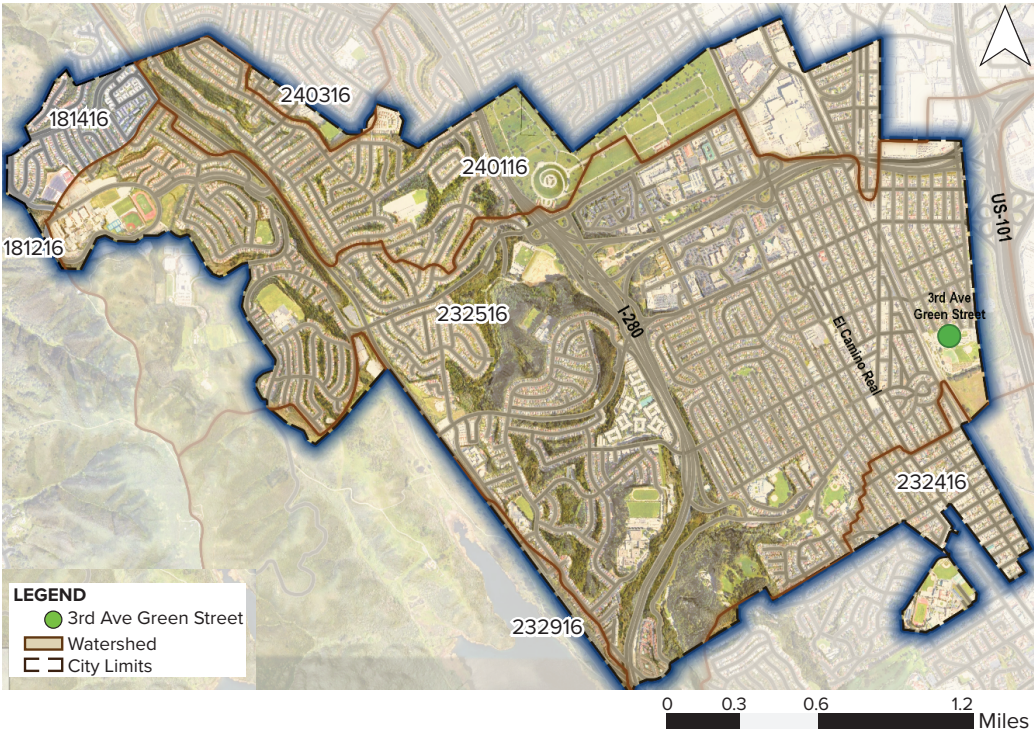 240316
181416
240116
US-101
181216
3rd Ave
Green Street
232516
I-280
El Camino Real
232416
LEGEND
3rd Ave Green Street
Watershed
City Limits
232916
0 0.3 0.6 1.2
Miles